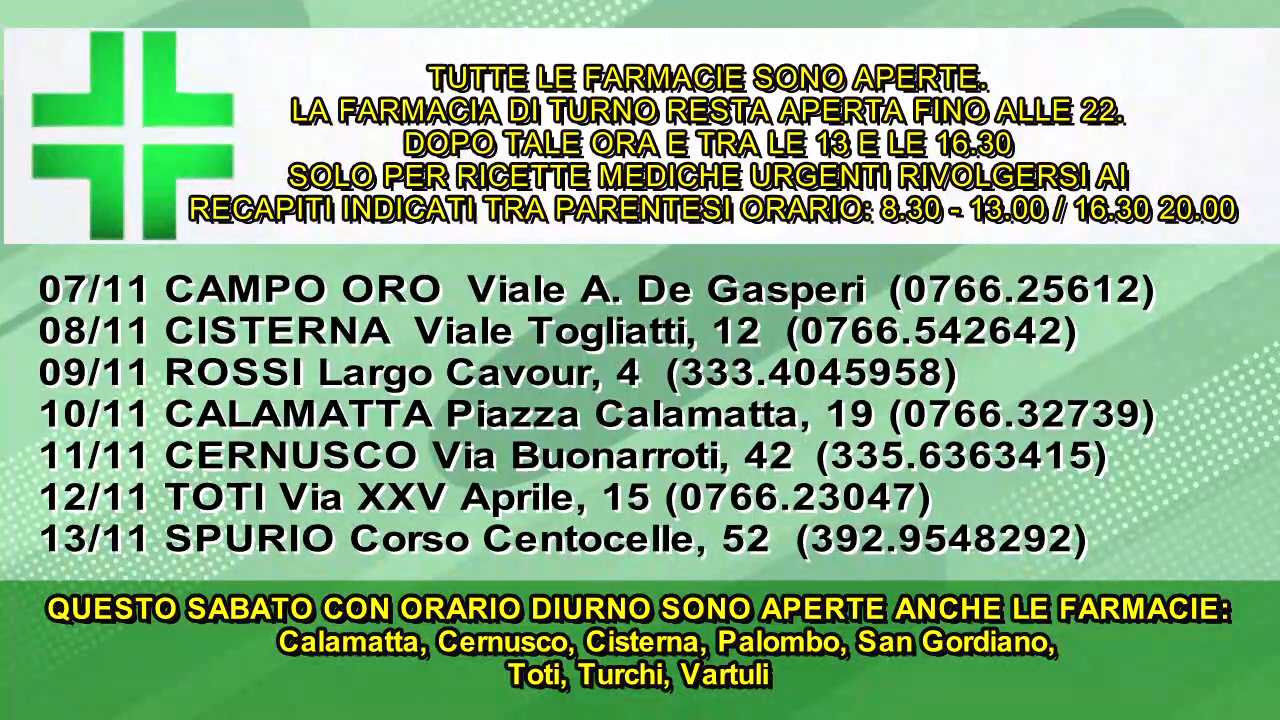 TUTTE LE FARMACIE SONO APERTE.
LA FARMACIA DI TURNO RESTA APERTA FINO ALLE 22.
DOPO TALE ORA E TRA LE 13 E LE 16.30
SOLO PER RICETTE MEDICHE URGENTI RIVOLGERSI AI
RECAPITI INDICATI TRA PARENTESI ORARIO: 8.30 - 13.00 / 16.30 20.00
07/11 CAMPO ORO Viale A. De Gasperi (0766.25612)
08/11 CISTERNA Viale Togliatti, 12 (0766.542642)
09/11 ROSSI Largo Cavour, 4 (333.4045958)
10/11 CALAMATTA Piazza Calamatta, 19 (0766.32739)
11/11 CERNUSCO Via Buonarroti, 42 (335.6363415)
12/11 TOTI Via XXV Aprile, 15 (0766.23047)
13/11 SPURIO Corso Centocelle, 52 (392.9548292)
QUESTO SABATO CON ORARIO DIURNO SONO APERTE ANCHE LE FARMACIE:
Calamatta, Cernusco, Cisterna, Palombo, San Gordiano,
Toti, Turchi, Vartuli